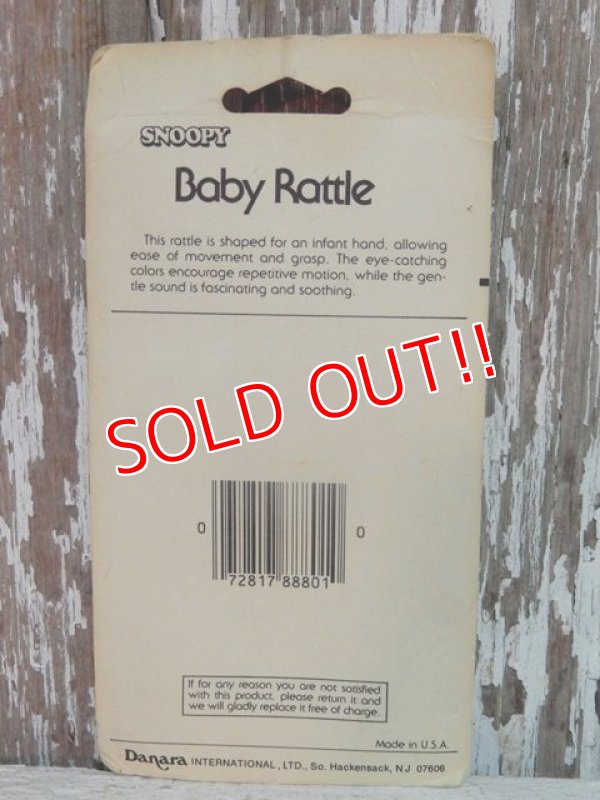 SNOOPY
Baby Rattle
This rattle is shaped for an infant hand, allowing
ease of movement and grasp. The eye-catching
colors encourage repetitive motion, while the gen-
tle sound is fascinating and soothing.
SOLD OUT!!
0 72817 88801 0
If for any reason you are not satisfied
with this product, please return it and
we will gladly replace it free of charge.
Made in U.S.A.
Danara INTERNATIONAL, LTD., So. Hackensack, NJ 07606